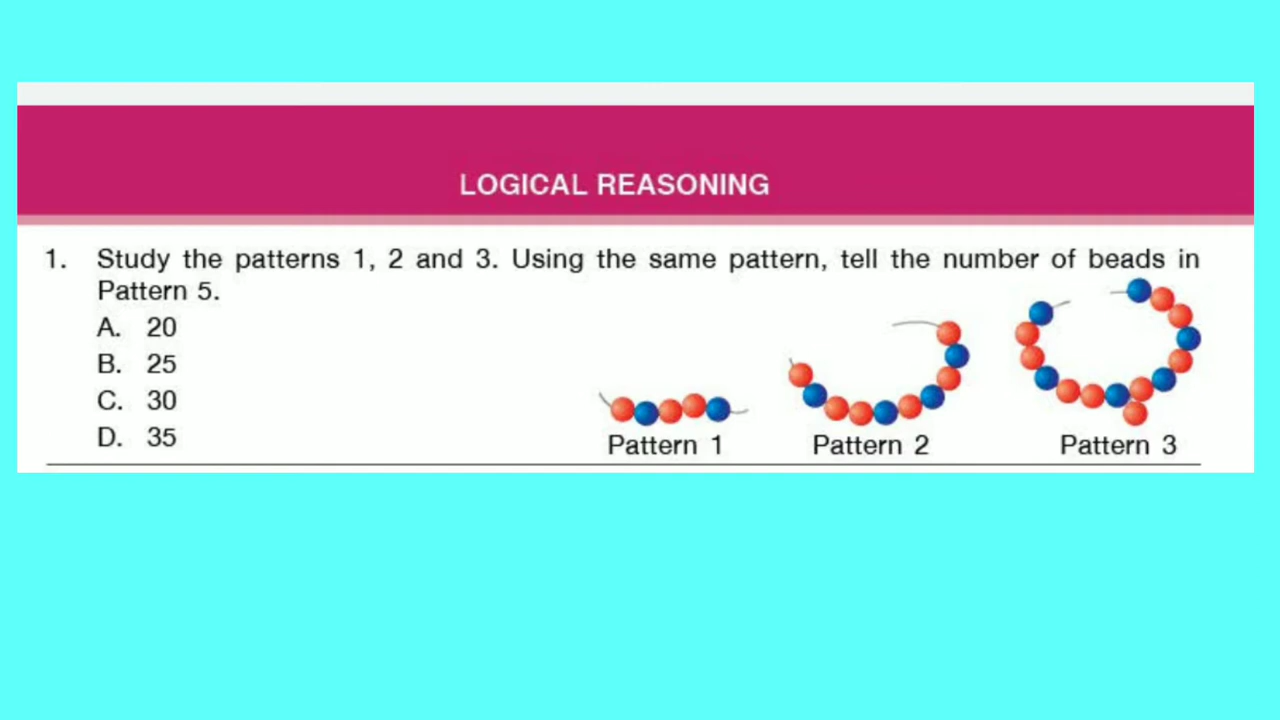 LOGICAL REASONING
1. Study the patterns 1, 2 and 3. Using the same pattern, tell the number of beads in
Pattern 5.
A. 20
B. 25
C. 30
D. 35
Pattern 1 Pattern 2 Pattern 3